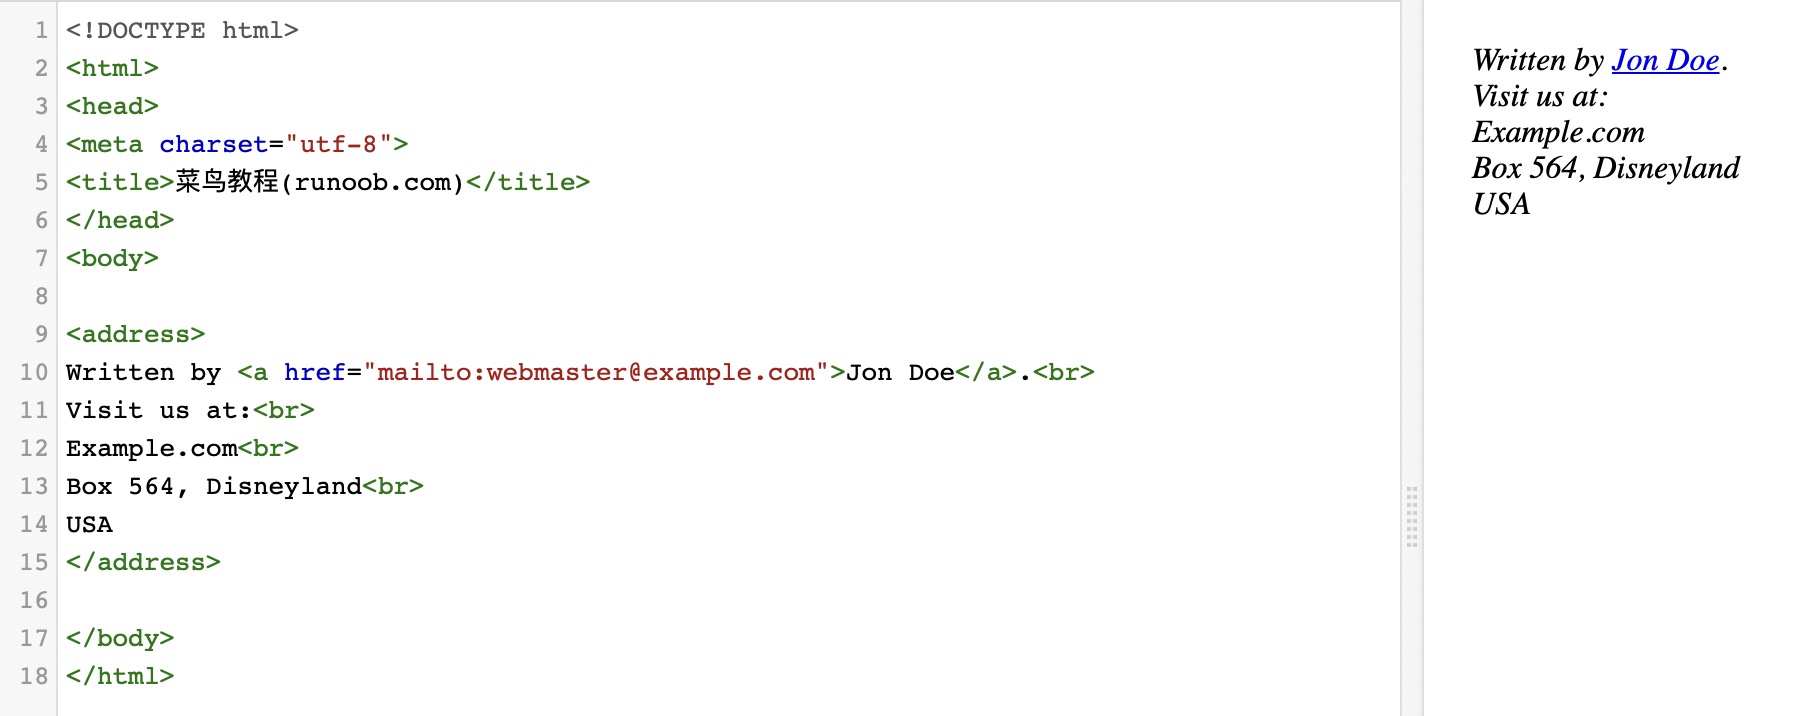 1 <!DOCTYPE html>
2 <html>
3 <head>
4 <meta charset="utf-8">
5 <title>菜鸟教程(runoob.com)</title>
6 </head>
7 <body>
8
9 <address>
10 Written by <a href="mailto:webmaster@example.com">Jon Doe</a>.<br>
11 Visit us at:<br>
12 Example.com<br>
13 Box 564, Disneyland<br>
14 USA
15 </address>
16
17 </body>
18 </html>
Written by Jon Doe.
Visit us at:
Example.com
Box 564, Disneyland
USA